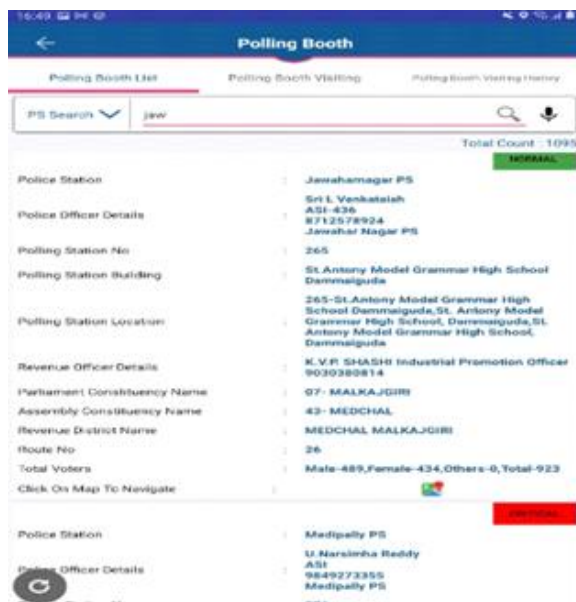 16:49
Polling Booth
Polling Booth List
Polling Booth Visiting
Polling Booth Visiting History
PS Search
jaw
Total Count : 1095
NORMAL
Police Station : Jawaharnagar PS
Police Officer Details : Sri L Venkataiah
ASI-436
8712578924
Jawahar Nagar PS
Polling Station No : 265
Polling Station Building : St.Antony Model Grammar High School
Dammaiguda
Polling Station Location : 265-St.Antony Model Grammar High
School Dammaiguda,St. Antony Model
Grammar High School, Dammaiguda,St.
Antony Model Grammar High School,
Dammaiguda
Revenue Officer Details : K.V.P. SHASHI Industrial Promotion Officer
9030380814
Parliament Constituency Name : 07- MALKAJGIRI
Assembly Constituency Name : 43- MEDCHAL
Revenue District Name : MEDCHAL MALKAJGIRI
Route No : 26
Total Voters : Male-489,Female-434,Others-0,Total-923
Click On Map To Navigate :
CRITICAL
Police Station : Medipally PS
Police Officer Details : U.Narsimha Reddy
ASI
9849273355
Medipally PS